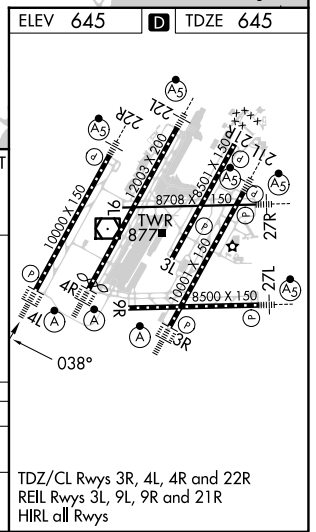 ELEV 645 D TDZE 645
A5
22L
A5
22R
P
21R
21L
A5
P
A5
P
12003 X 200
8501 X 150
10000 X 150
8708 X 150
9L
TWR
877
P
P
27R
3L
10001 X 150
4R
9R
8500 X 150
27L
A5
P
4L
A
A
A
3R
P
P
038°
TDZ/CL Rwys 3R, 4L, 4R and 22R
REIL Rwys 3L, 9L, 9R and 21R
HIRL all Rwys